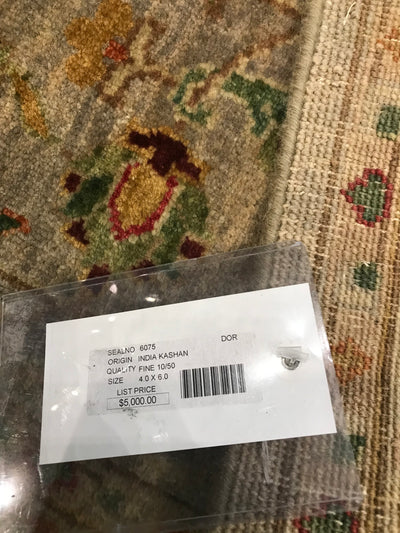 SEALNO 6075 DOR
ORIGIN INDIA KASHAN
QUALITY FINE 10/50
SIZE 4.0 X 6.0
LIST PRICE
$5,000.00